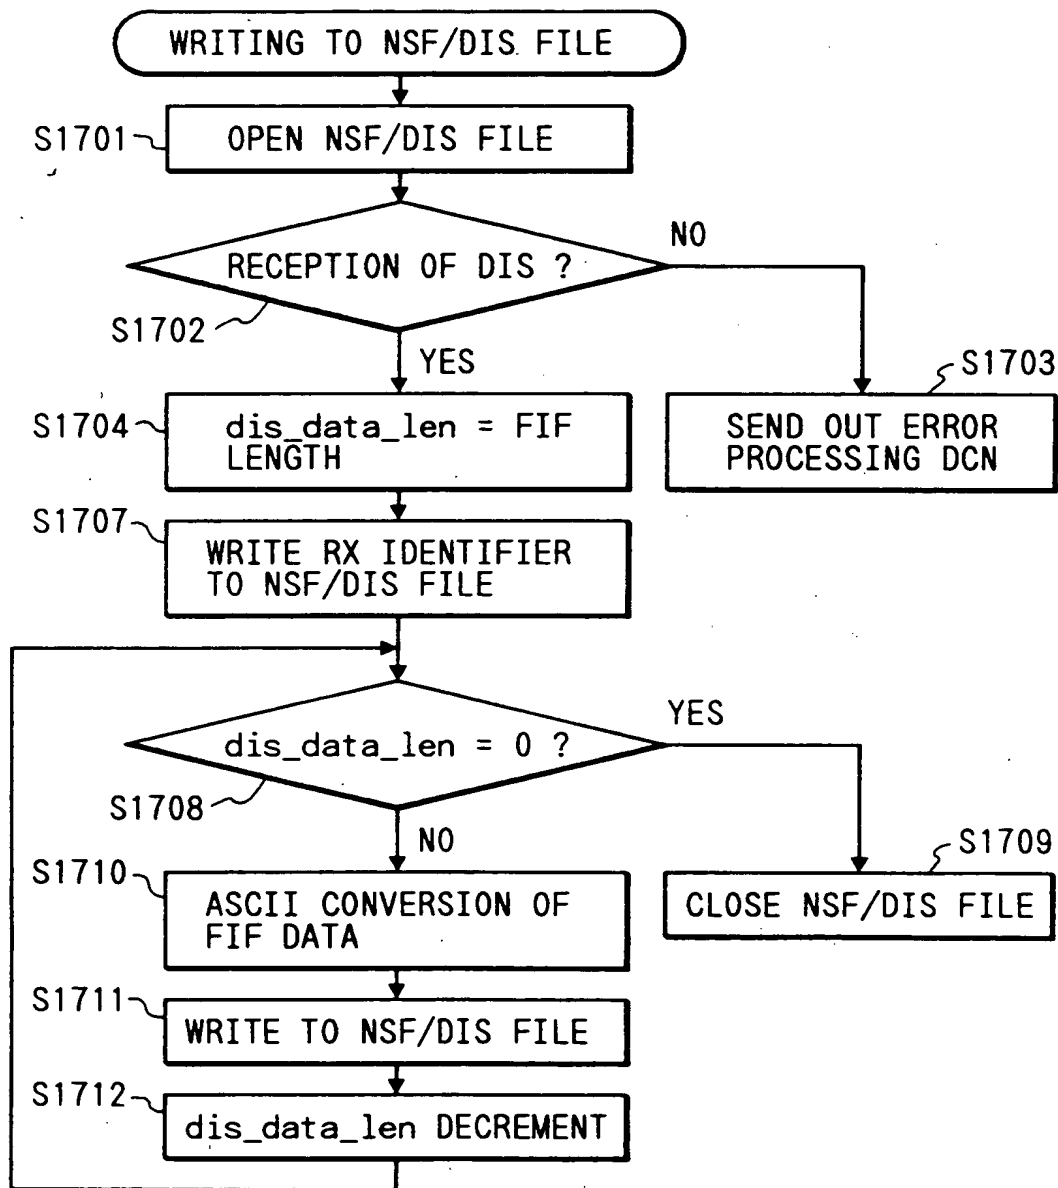 WRITING TO NSF/DIS FILE
S1701
OPEN NSF/DIS FILE
RECEPTION OF DIS ?
NO
S1702
YES
S1703
S1704
dis_data_len = FIF
LENGTH
SEND OUT ERROR
PROCESSING DCN
S1707
WRITE RX IDENTIFIER
TO NSF/DIS FILE
dis_data_len = 0 ?
YES
S1708
NO
S1709
S1710
ASCII CONVERSION OF
FIF DATA
CLOSE NSF/DIS FILE
S1711
WRITE TO NSF/DIS FILE
S1712
dis_data_len DECREMENT